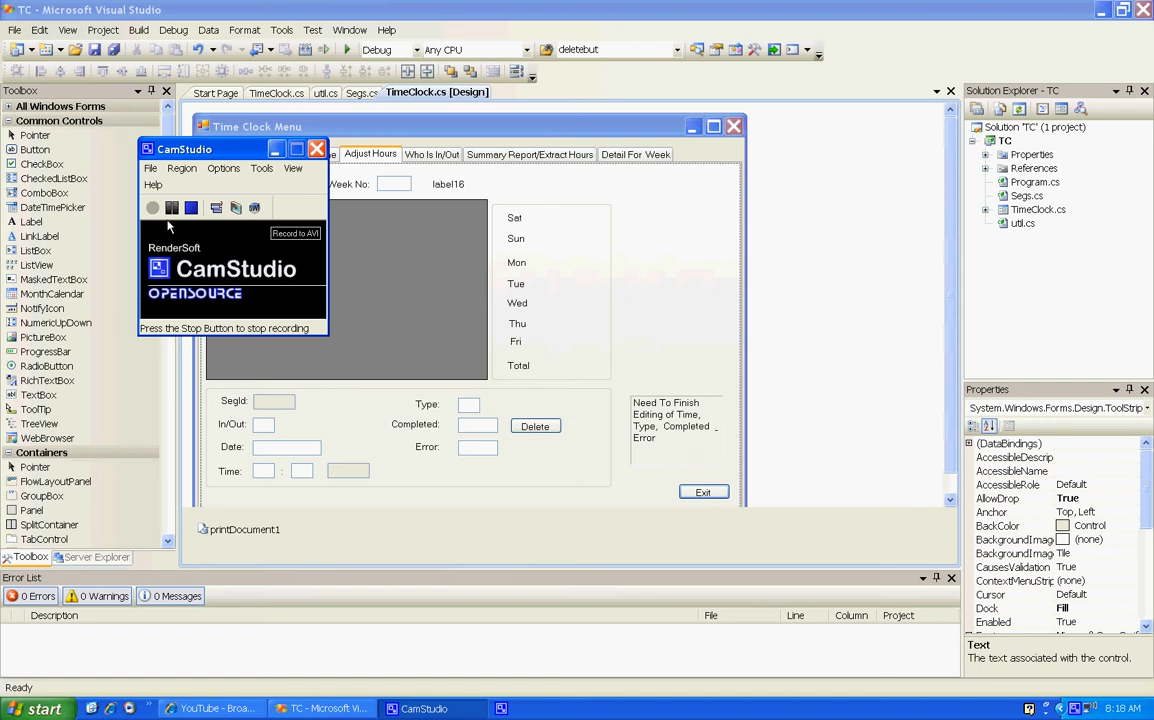 TC - Microsoft Visual Studio
File Edit View Project Build Debug Data Format Tools Test Window Help
Debug Any CPU deletebut
Toolbox
All Windows Forms
Common Controls
Pointer
Button
CheckBox
CheckedListBox
ComboBox
DateTimePicker
Label
LinkLabel
ListBox
ListView
MaskedTextBox
MonthCalendar
NotifyIcon
NumericUpDown
PictureBox
ProgressBar
RadioButton
RichTextBox
TextBox
ToolTip
TreeView
WebBrowser
Containers
Pointer
FlowLayoutPanel
GroupBox
Panel
SplitContainer
TabControl
Toolbox Server Explorer
Start Page TimeClock.cs util.cs Segs.cs TimeClock.cs [Design]
Time Clock Menu
Adjust Hours Who Is In/Out Summary Report/Extract Hours Detail For Week
Week No: label16
CamStudio
File Region Options Tools View
Help
Record to AVI
RenderSoft
CamStudio
OPENSOURCE
Press the Stop Button to stop recording
Sat
Sun
Mon
Tue
Wed
Thu
Fri
Total
SegId: Type:
In/Out: Completed: Delete
Date: Error:
Time: :
Need To Finish
Editing of Time,
Type, Completed _
Error
Exit
printDocument1
Solution Explorer - TC
Solution 'TC' (1 project)
TC
Properties
References
Program.cs
Segs.cs
TimeClock.cs
util.cs
Properties
System.Windows.Forms.Design.ToolStrip
(DataBindings)
AccessibleDescrip
AccessibleName
AccessibleRole Default
AllowDrop True
Anchor Top, Left
BackColor Control
BackgroundImag (none)
BackgroundImag Tile
CausesValidation True
ContextMenuStrip (none)
Cursor Default
Dock Fill
Enabled True
Text
The text associated with the control.
Error List
0 Errors 0 Warnings 0 Messages
Description File Line Column Project
Ready
start YouTube - Broa... TC - Microsoft Vis... CamStudio 8:18 AM